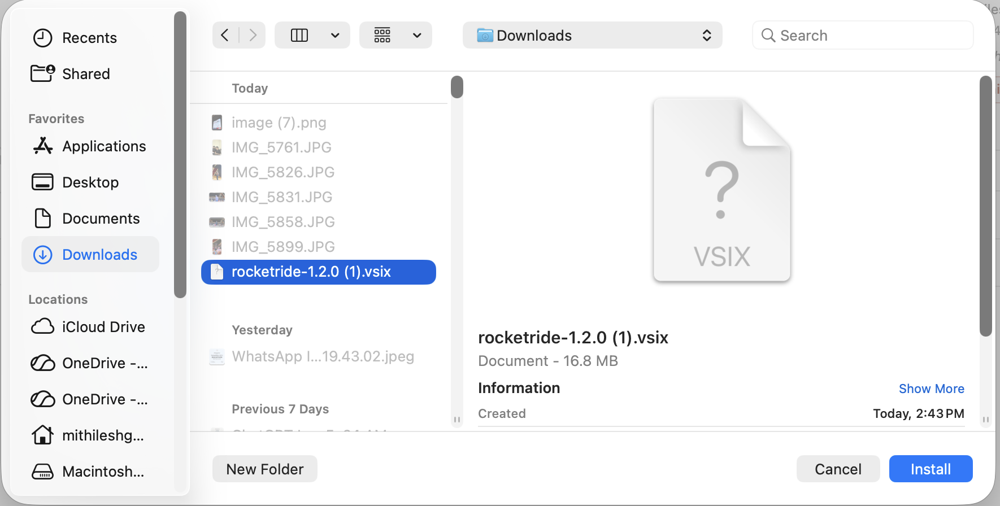 Recents
Shared
Favorites
Applications
Desktop
Documents
Downloads
Locations
iCloud Drive
OneDrive -...
OneDrive -...
mithileshg...
Macintosh...
Downloads
Search
Today
image (7).png
IMG_5761.JPG
IMG_5826.JPG
IMG_5831.JPG
IMG_5858.JPG
IMG_5899.JPG
rocketride-1.2.0 (1).vsix
Yesterday
WhatsApp I...19.43.02.jpeg
Previous 7 Days
?
VSIX
rocketride-1.2.0 (1).vsix
Document - 16.8 MB
Information
Show More
Created
Today, 2:43 PM
New Folder
Cancel
Install